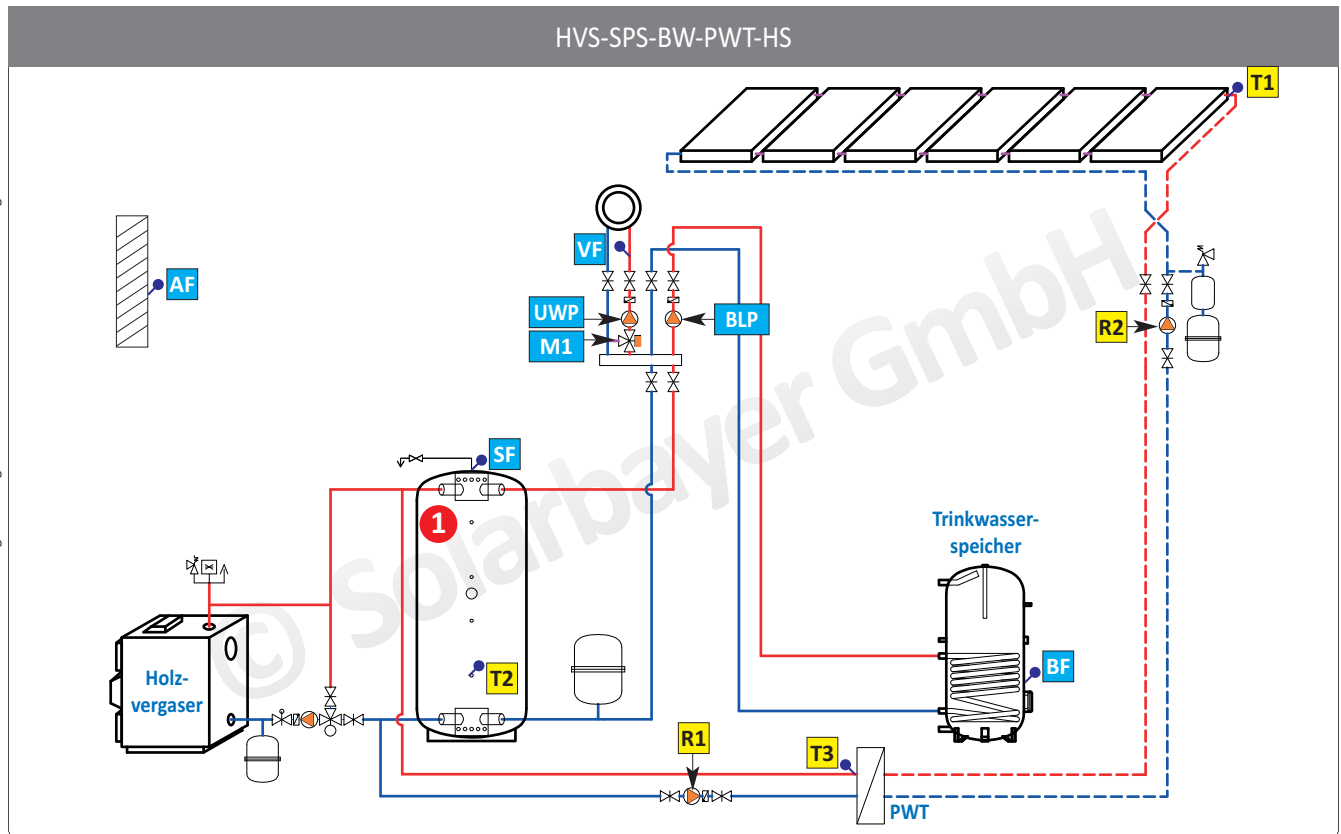 HVS-SPS-BW-PWT-HS
T1
VF
AF
UWP
BLP
M1
R2
SF
1
Trinkwasser-
speicher
Holz-
vergaser
T2
BF
R1
T3
PWT
© Solarbayer GmbH